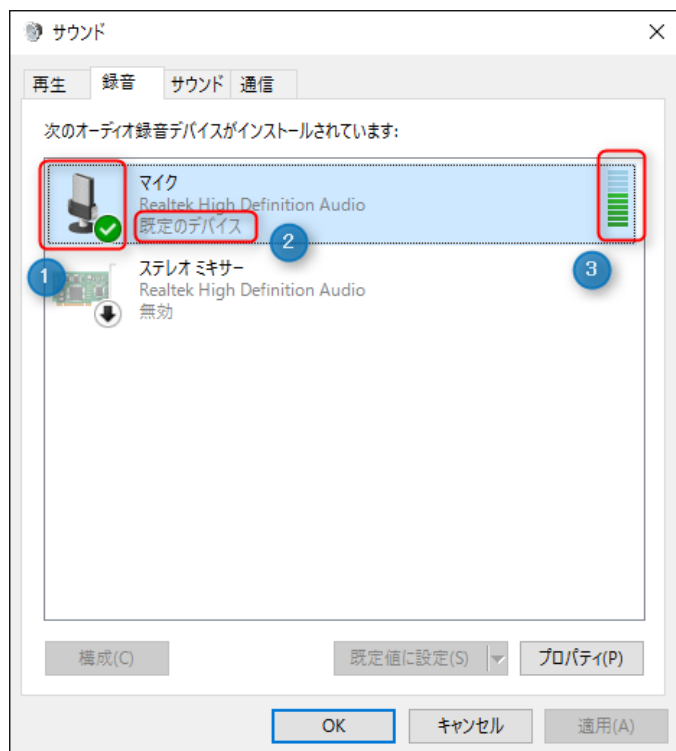 サウンド
再生 録音 サウンド 通信
次のオーディオ録音デバイスがインストールされています:
マイク
Realtek High Definition Audio
既定のデバイス
2
3
1
ステレオ ミキサー
Realtek High Definition Audio
無効
構成(C) 既定値に設定(S) プロパティ(P)
OK キャンセル 適用(A)